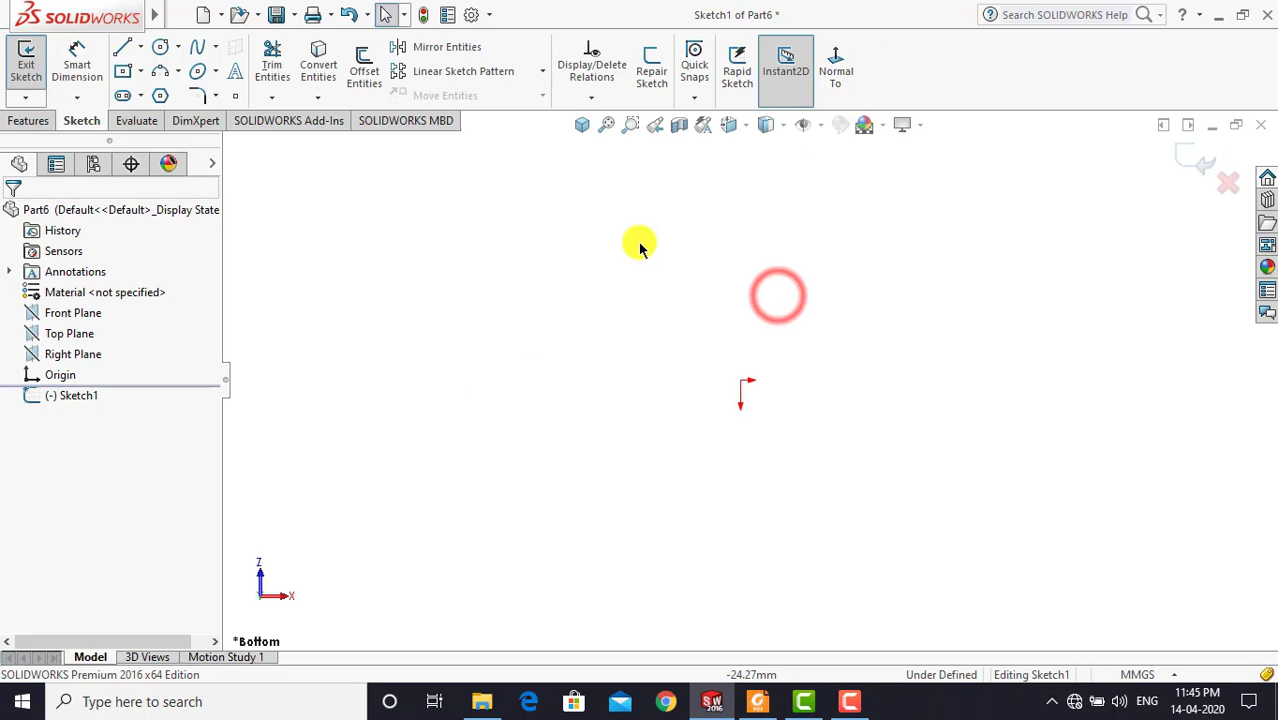 SOLIDWORKS
Sketch1 of Part6 *
Search SOLIDWORKS Help
?
Exit Sketch
Smart Dimension
Trim Entities
Convert Entities
Offset Entities
Mirror Entities
Linear Sketch Pattern
Move Entities
Display/Delete Relations
Repair Sketch
Quick Snaps
Rapid Sketch
Instant2D
Normal To
Features
Sketch
Evaluate
DimXpert
SOLIDWORKS Add-Ins
SOLIDWORKS MBD
Part6 (Default<<Default>_Display State
History
Sensors
Annotations
Material <not specified>
Front Plane
Top Plane
Right Plane
Origin
(-) Sketch1
Z
X
*Bottom
Model
3D Views
Motion Study 1
SOLIDWORKS Premium 2016 x64 Edition
-24.27mm
Under Defined
Editing Sketch1
MMGS
Type here to search
ENG
11:45 PM
14-04-2020